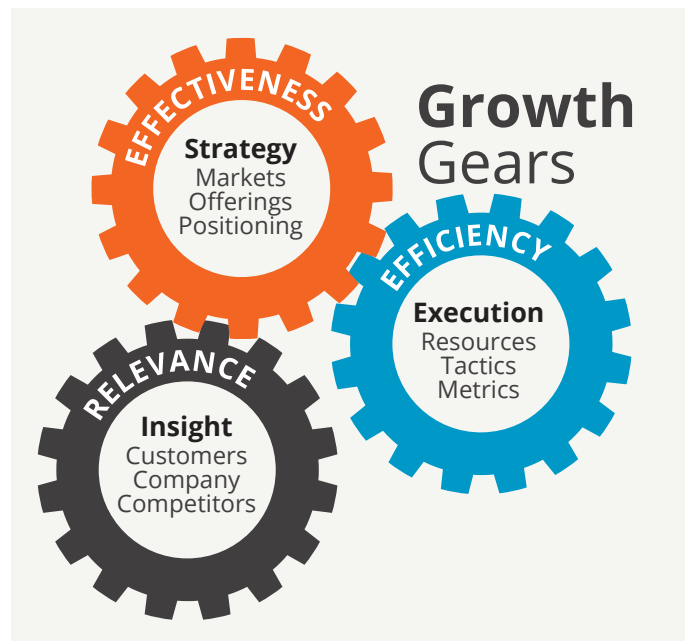 Growth
Gears
EFFECTIVENESS
Strategy
Markets
Offerings
Positioning
EFFICIENCY
Execution
Resources
Tactics
Metrics
RELEVANCE
Insight
Customers
Company
Competitors